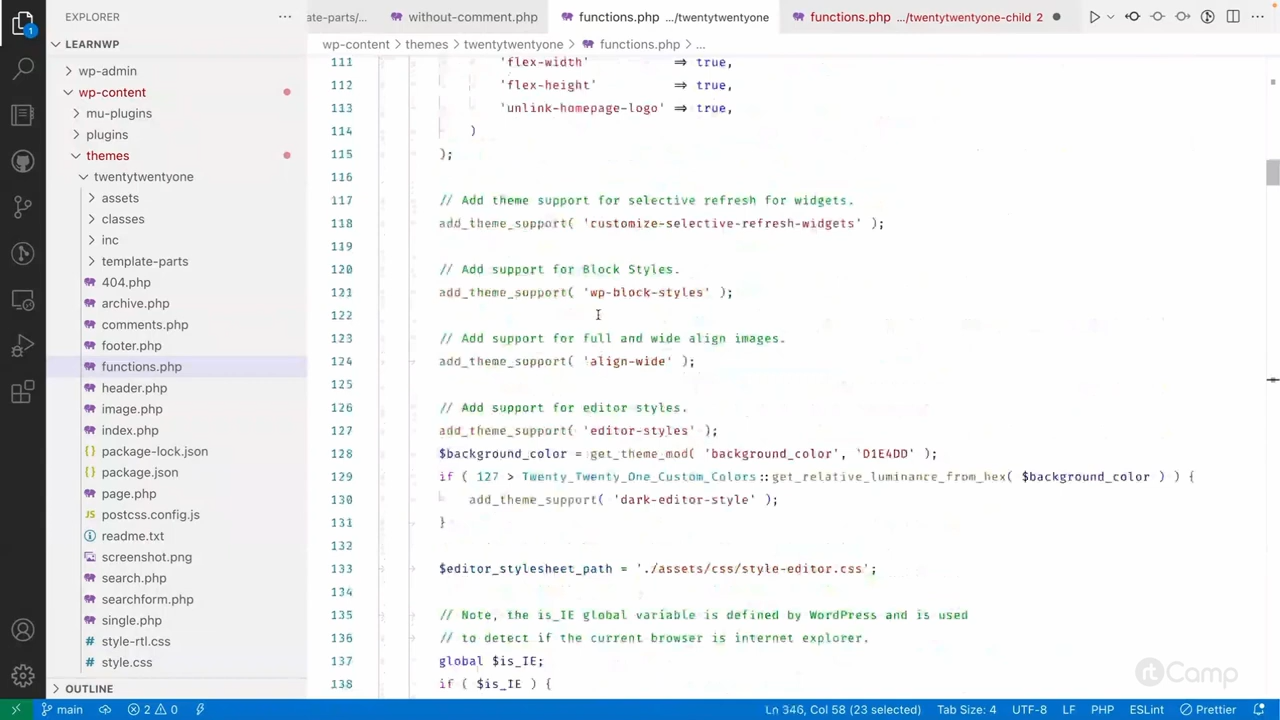 EXPLORER
ate-parts/...
without-comment.php
functions.php .../twentytwentyone
functions.php .../twentytwentyone-child 2
LEARNWP
wp-content > themes > twentytwentyone > functions.php > ...
wp-admin
wp-content
mu-plugins
plugins
themes
twentytwentyone
assets
classes
inc
template-parts
404.php
archive.php
comments.php
footer.php
functions.php
header.php
image.php
index.php
package-lock.json
package.json
page.php
postcss.config.js
readme.txt
screenshot.png
search.php
searchform.php
single.php
style-rtl.css
style.css
OUTLINE
111 'flex-width' => true,
112 'flex-height' => true,
113 'unlink-homepage-logo' => true,
114 )
115 );
116
117 // Add theme support for selective refresh for widgets.
118 add_theme_support( 'customize-selective-refresh-widgets' );
119
120 // Add support for Block Styles.
121 add_theme_support( 'wp-block-styles' );
122
123 // Add support for full and wide align images.
124 add_theme_support( 'align-wide' );
125
126 // Add support for editor styles.
127 add_theme_support( 'editor-styles' );
128 $background_color = get_theme_mod( 'background_color', 'D1E4DD' );
129 if ( 127 > Twenty_Twenty_One_Custom_Colors::get_relative_luminance_from_hex( $background_color ) ) {
130 add_theme_support( 'dark-editor-style' );
131 }
132
133 $editor_stylesheet_path = './assets/css/style-editor.css';
134
135 // Note, the is_IE global variable is defined by WordPress and is used
136 // to detect if the current browser is internet explorer.
137 global $is_IE;
138 if ( $is_IE ) {
rtCamp
1
main
2 0
Ln 346, Col 58 (23 selected)
Tab Size: 4
UTF-8
LF
PHP
ESLint
Prettier